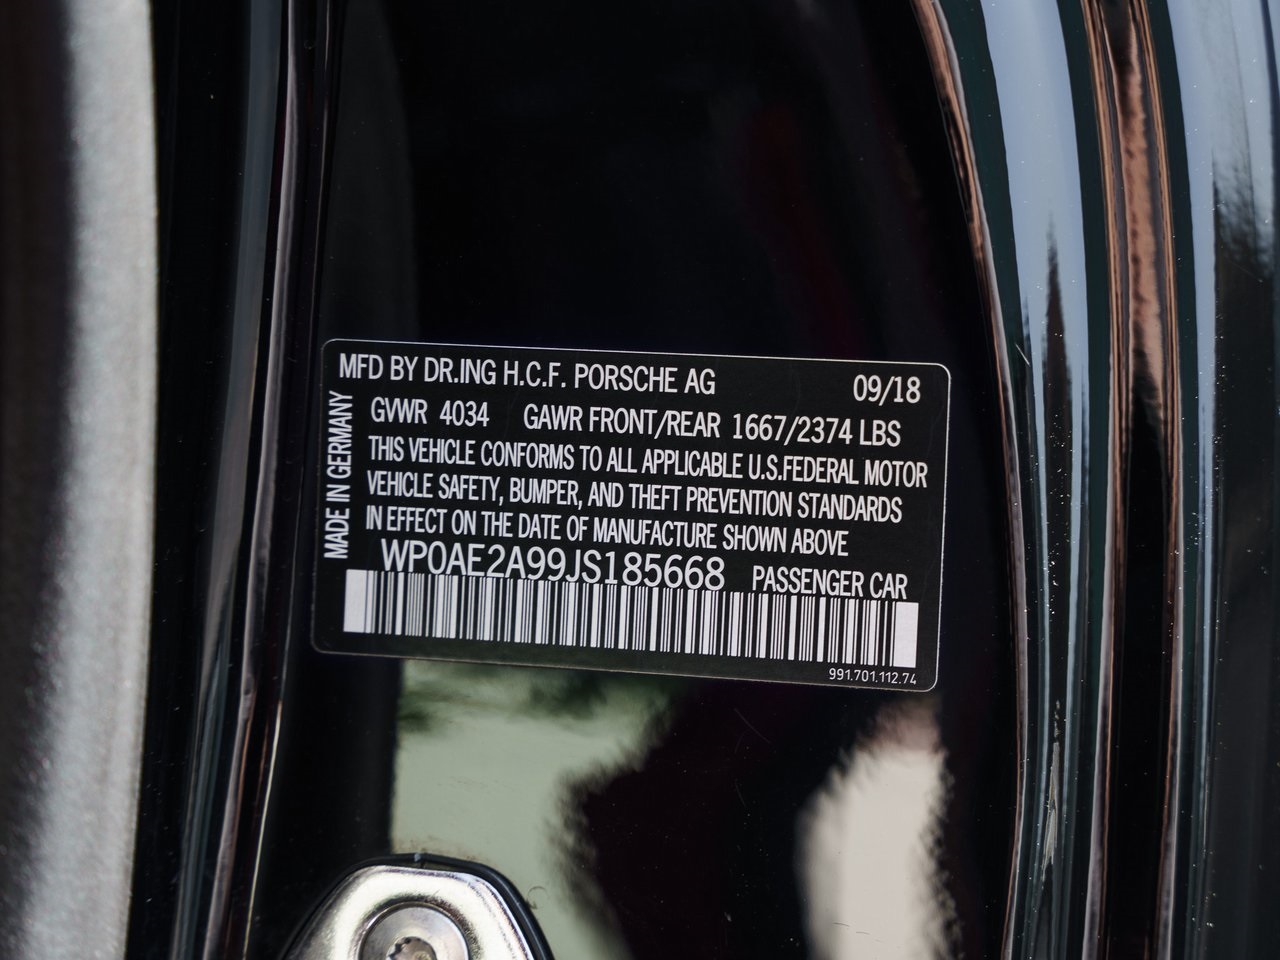 MFD BY DR.ING H.C.F. PORSCHE AG 09/18
GVWR 4034 GAWR FRONT/REAR 1667/2374 LBS
THIS VEHICLE CONFORMS TO ALL APPLICABLE U.S.FEDERAL MOTOR
VEHICLE SAFETY, BUMPER, AND THEFT PREVENTION STANDARDS
IN EFFECT ON THE DATE OF MANUFACTURE SHOWN ABOVE
WP0AE2A99JS185668 PASSENGER CAR
991.701.112.74
MADE IN GERMANY